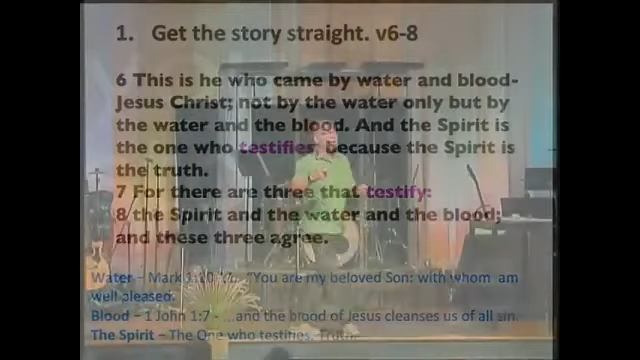 1. Get the story straight. v6-8
6 This is he who came by water and blood-
Jesus Christ; not by the water only but by
the water and the blood. And the Spirit is
the one who testifies, because the Spirit is
the truth.
7 For there are three that testify:
8 the Spirit and the water and the blood;
and these three agree.
Water – Mark "You are my beloved Son: with whom am
well pleased.
Blood – 1 John 1:7 - ...and the blood of Jesus cleanses us of all sin.
The Spirit – The One who testifies. Truth